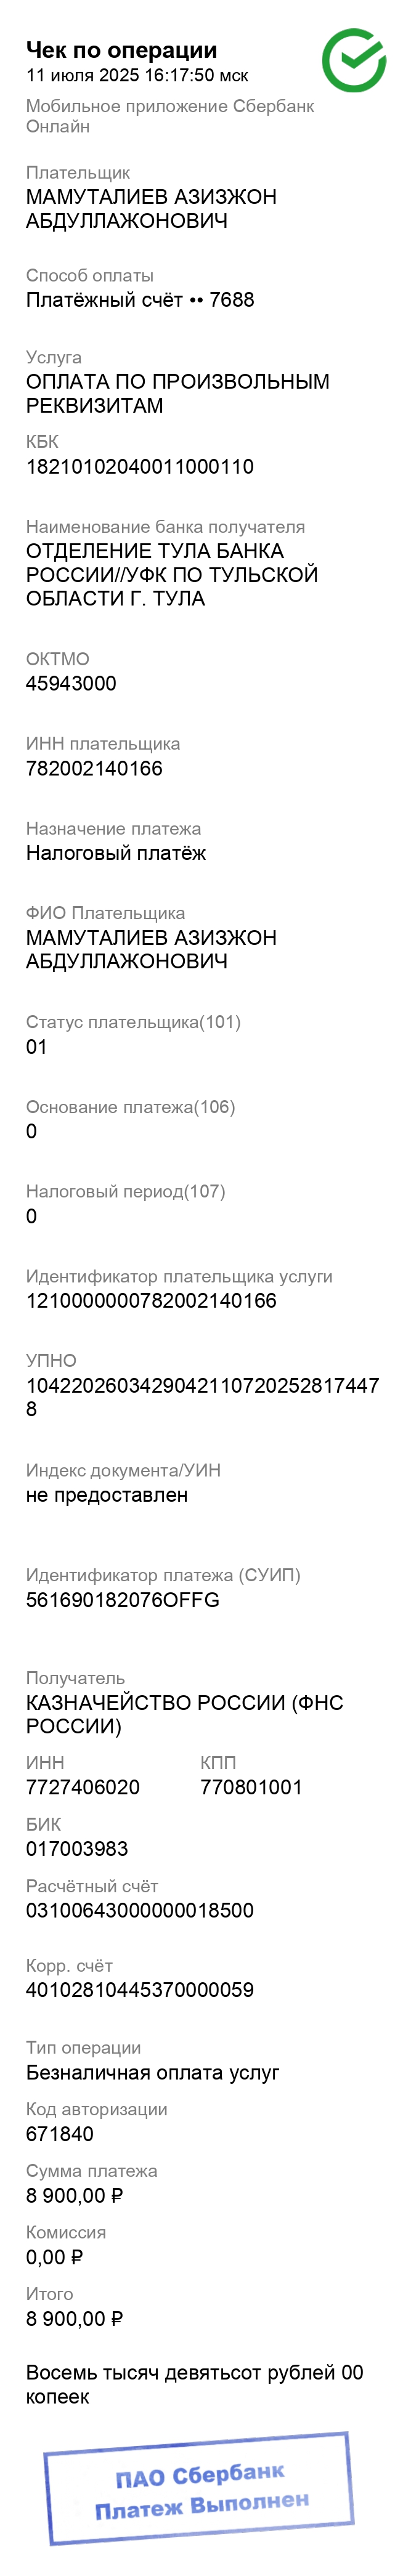 Чек по операции
11 июля 2025 16:17:50 мск
Мобильное приложение Сбербанк
Онлайн
Плательщик
МАМУТАЛИЕВ АЗИЗЖОН
АБДУЛЛАЖОНОВИЧ
Способ оплаты
Платёжный счёт •• 7688
Услуга
ОПЛАТА ПО ПРОИЗВОЛЬНЫМ
РЕКВИЗИТАМ
КБК
18210102040011000110
Наименование банка получателя
ОТДЕЛЕНИЕ ТУЛА БАНКА
РОССИИ//УФК ПО ТУЛЬСКОЙ
ОБЛАСТИ Г. ТУЛА
ОКТМО
45943000
ИНН плательщика
782002140166
Назначение платежа
Налоговый платёж
ФИО Плательщика
МАМУТАЛИЕВ АЗИЗЖОН
АБДУЛЛАЖОНОВИЧ
Статус плательщика(101)
01
Основание платежа(106)
0
Налоговый период(107)
0
Идентификатор плательщика услуги
1210000000782002140166
УПНО
1042202603429042110720252817447
8
Индекс документа/УИН
не предоставлен
Идентификатор платежа (СУИП)
561690182076OFFG
Получатель
КАЗНАЧЕЙСТВО РОССИИ (ФНС
РОССИИ)
ИНН КПП
7727406020 770801001
БИК
017003983
Расчётный счёт
03100643000000018500
Корр. счёт
40102810445370000059
Тип операции
Безналичная оплата услуг
Код авторизации
671840
Сумма платежа
8 900,00 ₽
Комиссия
0,00 ₽
Итого
8 900,00 ₽
Восемь тысяч девятьсот рублей 00
копеек
ПАО Сбербанк
Платеж Выполнен